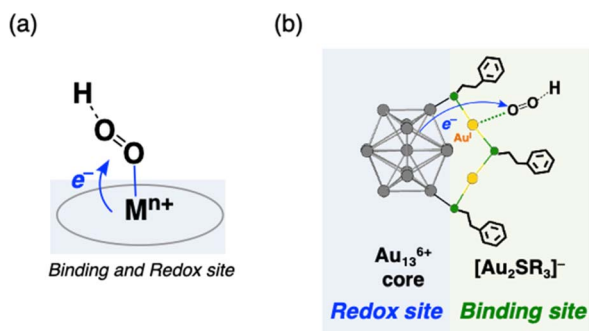 (a)
H
O
O
e⁻
Mⁿ⁺
Binding and Redox site
(b)
H
O
O
e⁻
Auᴵ
Au₁₃⁶⁺
core
[Au₂SR₃]⁻
Redox site
Binding site